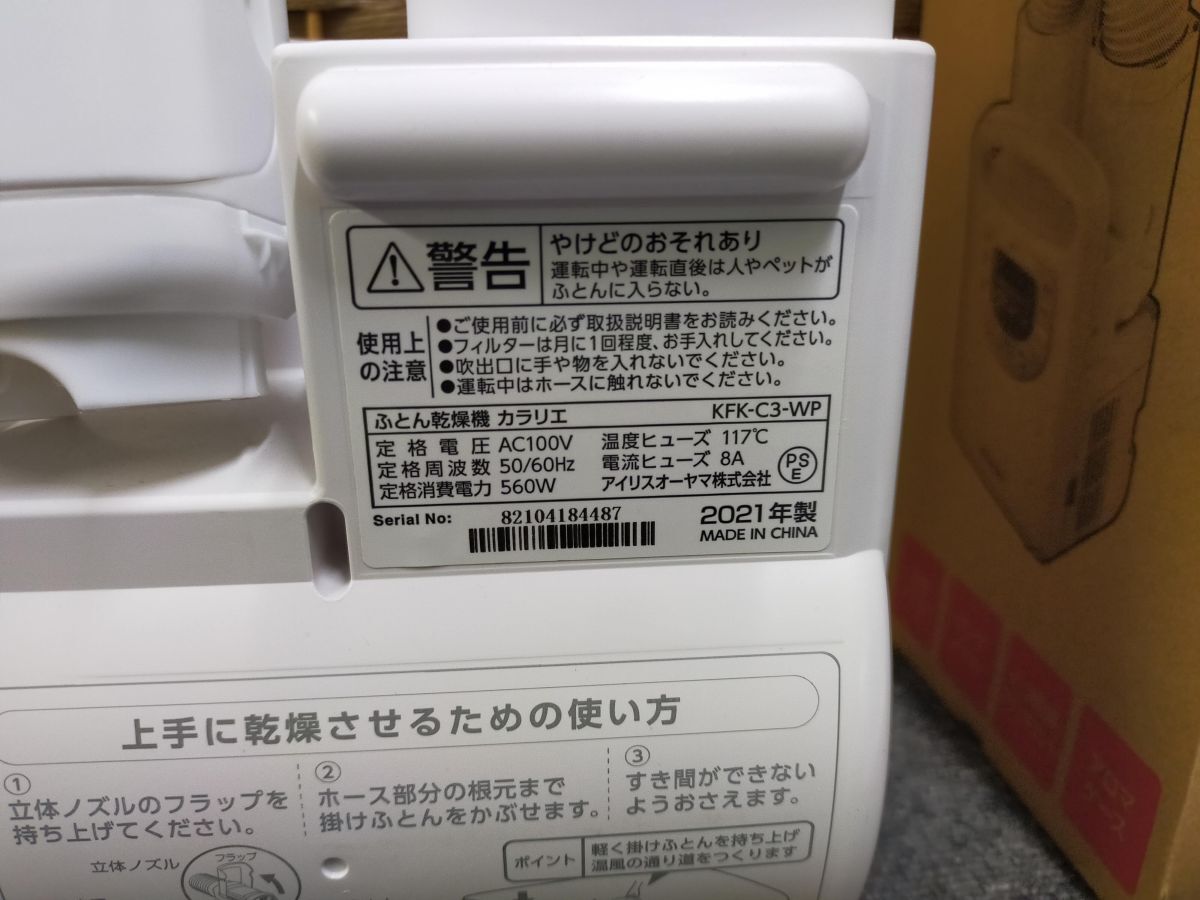 警告
やけどのおそれあり
運転中や運転直後は人やペットが
ふとんに入らない。
使用上
の注意
●ご使用前に必ず取扱説明書をお読みください。
●フィルターは月に1回程度、お手入れしてください。
●吹出口に手や物を入れないでください。
●運転中はホースに触れないでください。
ふとん乾燥機 カラリエ KFK-C3-WP
定格電圧 AC100V 温度ヒューズ 117℃
定格周波数 50/60Hz 電流ヒューズ 8A
定格消費電力 560W アイリスオーヤマ株式会社
PS
E
Serial No: 82104184487
2021年製
MADE IN CHINA
上手に乾燥させるための使い方
①
立体ノズルのフラップを
持ち上げてください。
②
ホース部分の根元まで
掛けふとんをかぶせます。
③
すき間ができない
ようおさえます。
立体ノズル
フラップ
ポイント
軽く掛けふとんを持ち上げ
温風の通り道をつくります
アロマ
ケース